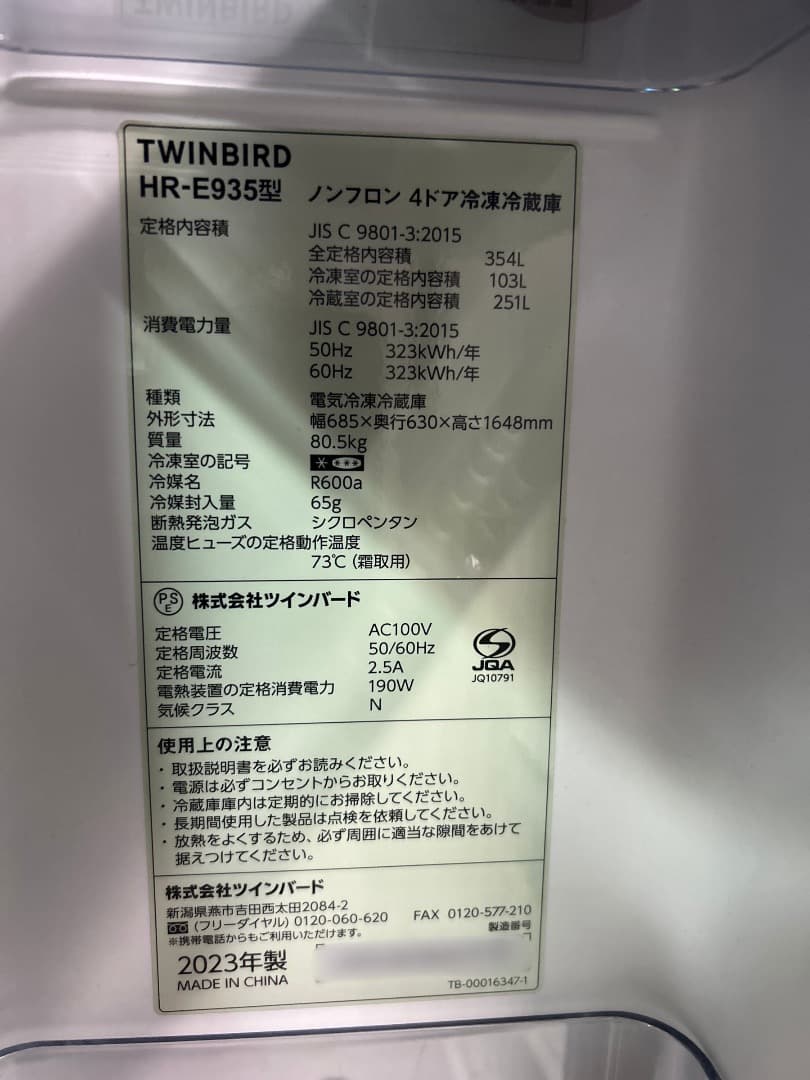 TWINBIRD
HR-E935型 ノンフロン 4ドア冷凍冷蔵庫
定格内容積 JIS C 9801-3:2015
全定格内容積 354L
冷凍室の定格内容積 103L
冷蔵室の定格内容積 251L
消費電力量 JIS C 9801-3:2015
50Hz 323kWh/年
60Hz 323kWh/年
種類 電気冷凍冷蔵庫
外形寸法 幅685×奥行630×高さ1648mm
質量 80.5kg
冷凍室の記号
冷媒名 R600a
冷媒封入量 65g
断熱発泡ガス シクロペンタン
温度ヒューズの定格動作温度
73℃（霜取用）
PSE 株式会社ツインバード
定格電圧 AC100V
定格周波数 50/60Hz
定格電流 2.5A
電熱装置の定格消費電力 190W
気候クラス N
JQA
JQ10791
使用上の注意
・取扱説明書を必ずお読みください。
・電源は必ずコンセントからお取りください。
・冷蔵庫庫内は定期的にお掃除してください。
・長期間使用した製品は点検を依頼してください。
・放熱をよくするため、必ず周囲に適当な隙間をあけて
据えつけてください。
株式会社ツインバード
新潟県燕市吉田西太田2084-2
(フリーダイヤル) 0120-060-620 FAX 0120-577-210
※携帯電話からもご利用いただけます。 製造番号
2023年製
MADE IN CHINA
TB-00016347-1